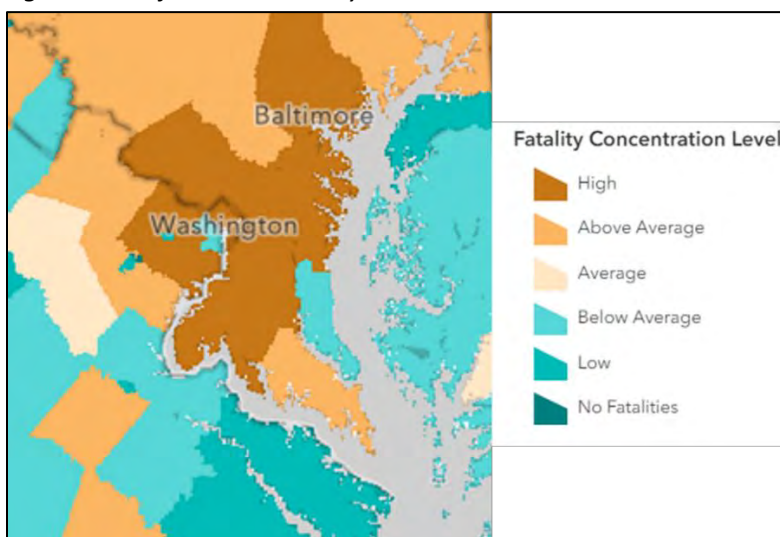 Baltimore
Washington
Fatality Concentration Level
High
Above Average
Average
Below Average
Low
No Fatalities